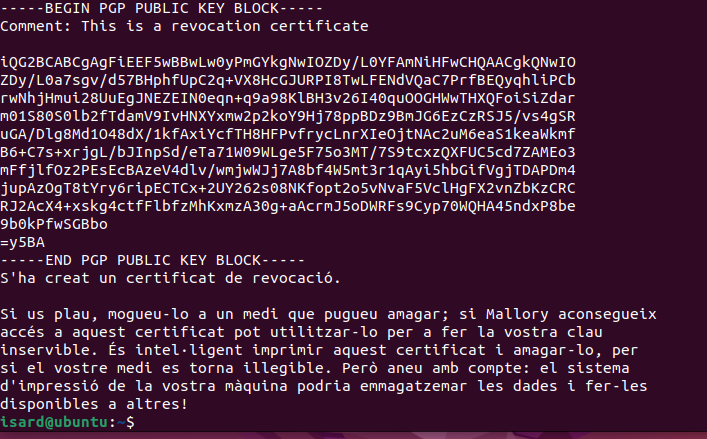 -----BEGIN PGP PUBLIC KEY BLOCK-----
Comment: This is a revocation certificate

iQG2BCABCgAgFiEEF5wBBwLw0yPmGYkgNwIOZDy/L0YFAmNiHFwCHQAACgkQNwIO
ZDy/L0a7sgv/d57BHphfUpC2q+VX8HcGJURPI8TwLFENdVQaC7PrfBEQyqhliPCb
rwNhjHmui28UuEgJNEZEIN0eqn+q9a98KlBH3v26I40quOOGHWwTHXQFoiSiZdar
m01S80S0lb2fTdamV9IvHNXYxmw2p2koY9Hj78ppBDz9BmJG6EzCzRSJ5/vs4gSR
uGA/Dlg8Md1O48dX/1kfAxiYcfTH8HFPvfrycLnrXIeOjtNAc2uM6eaS1keaWkmf
B6+C7s+xrjgL/bJInpSd/eTa71W09WLge5F75o3MT/7S9tcxzQXFUC5cd7ZAMEo3
mFfjlfOz2PEsEcBAzeV4dlv/wmjwWJj7A8bf4W5mt3r1qAyi5hbGifVgjTDAPDm4
jupAzOgT8tYry6ripECTCx+2UY262s08NKfopt2o5vNvaF5VclHgFX2vnZbKzCRC
RJ2AcX4+xskg4ctfFlbfzMhKxmzA30g+aAcrmJ5oDWRFs9Cyp70WQHA45ndxP8be
9b0kPfwSGBbo
=y5BA
-----END PGP PUBLIC KEY BLOCK-----
S'ha creat un certificat de revocació.

Si us plau, mogueu-lo a un medi que pugueu amagar; si Mallory aconsegueix
accés a aquest certificat pot utilitzar-lo per a fer la vostra clau
inservible. És intel·ligent imprimir aquest certificat i amagar-lo, per
si el vostre medi es torna illegible. Però aneu amb compte: el sistema
d'impressió de la vostra màquina podria emmagatzemar les dades i fer-les
disponibles a altres!
isard@ubuntu:~$